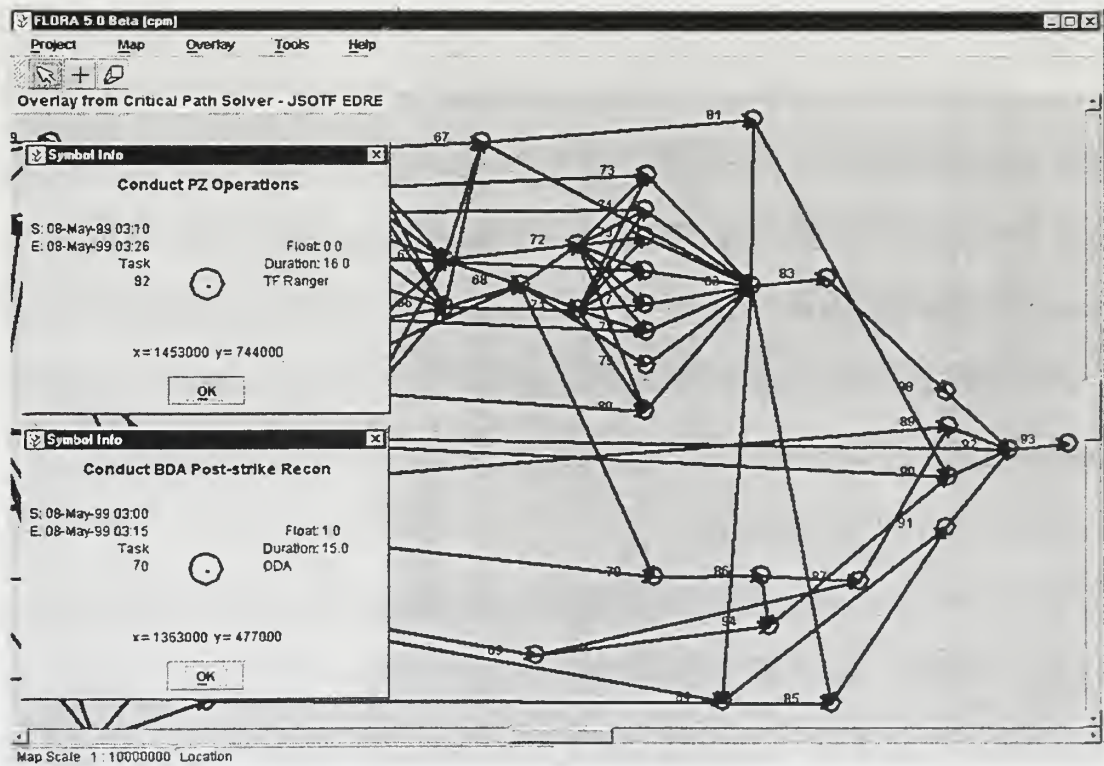 FLORA 5.0 Beta [cpm]
Project Map Overlay Tools Help
Overlay from Critical Path Solver - JSOTF EDRE
Symbol Info
Conduct PZ Operations
S: 08-May-99 03:10
E: 08-May-99 03:26 Float: 0.0
Task Duration: 16.0
92 TF Ranger
x= 1453000 y= 744000
OK
Symbol Info
Conduct BDA Post-strike Recon
S: 08-May-99 03:00
E: 08-May-99 03:15 Float: 1.0
Task Duration: 15.0
70 ODA
x= 1363000 y= 477000
OK
67
81
73
72
68
83
79
80
89
92
93
90
91
70
86
87
94
69
85
Map Scale 1 : 10000000 Location